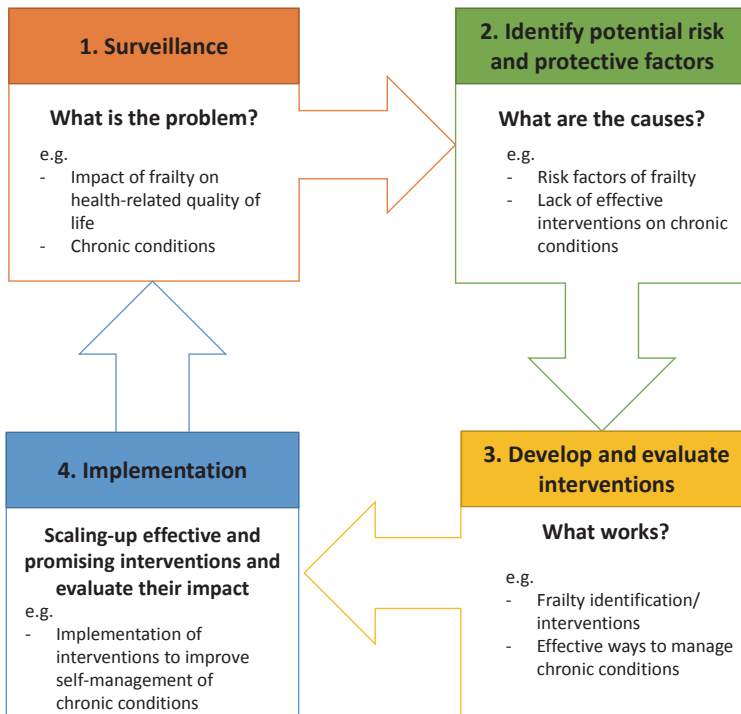 1. Surveillance
What is the problem?
e.g.
- Impact of frailty on
health-related quality of
life
- Chronic conditions
2. Identify potential risk
and protective factors
What are the causes?
e.g.
- Risk factors of frailty
- Lack of effective
interventions on chronic
conditions
3. Develop and evaluate
interventions
What works?
e.g.
- Frailty identification/
interventions
- Effective ways to manage
chronic conditions
4. Implementation
Scaling-up effective and
promising interventions and
evaluate their impact
e.g.
- Implementation of
interventions to improve
self-management of
chronic conditions